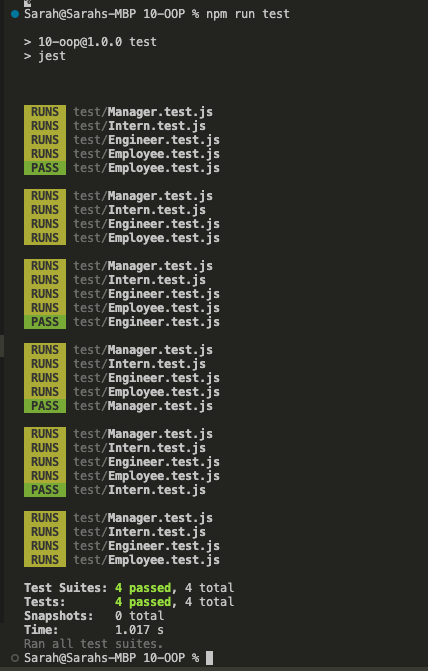 Sarah@Sarahs-MBP 10-OOP % npm run test
> 10-oop@1.0.0 test
> jest
RUNS test/Manager.test.js
RUNS test/Intern.test.js
RUNS test/Engineer.test.js
RUNS test/Employee.test.js
PASS test/Employee.test.js
RUNS test/Manager.test.js
RUNS test/Intern.test.js
RUNS test/Engineer.test.js
RUNS test/Employee.test.js
RUNS test/Manager.test.js
RUNS test/Intern.test.js
RUNS test/Engineer.test.js
RUNS test/Employee.test.js
PASS test/Engineer.test.js
RUNS test/Manager.test.js
RUNS test/Intern.test.js
RUNS test/Engineer.test.js
RUNS test/Employee.test.js
PASS test/Manager.test.js
RUNS test/Manager.test.js
RUNS test/Intern.test.js
RUNS test/Engineer.test.js
RUNS test/Employee.test.js
PASS test/Intern.test.js
RUNS test/Manager.test.js
RUNS test/Intern.test.js
RUNS test/Engineer.test.js
RUNS test/Employee.test.js
Test Suites: 4 passed, 4 total
Tests: 4 passed, 4 total
Snapshots: 0 total
Time: 1.017 s
Ran all test suites.
Sarah@Sarahs-MBP 10-OOP %